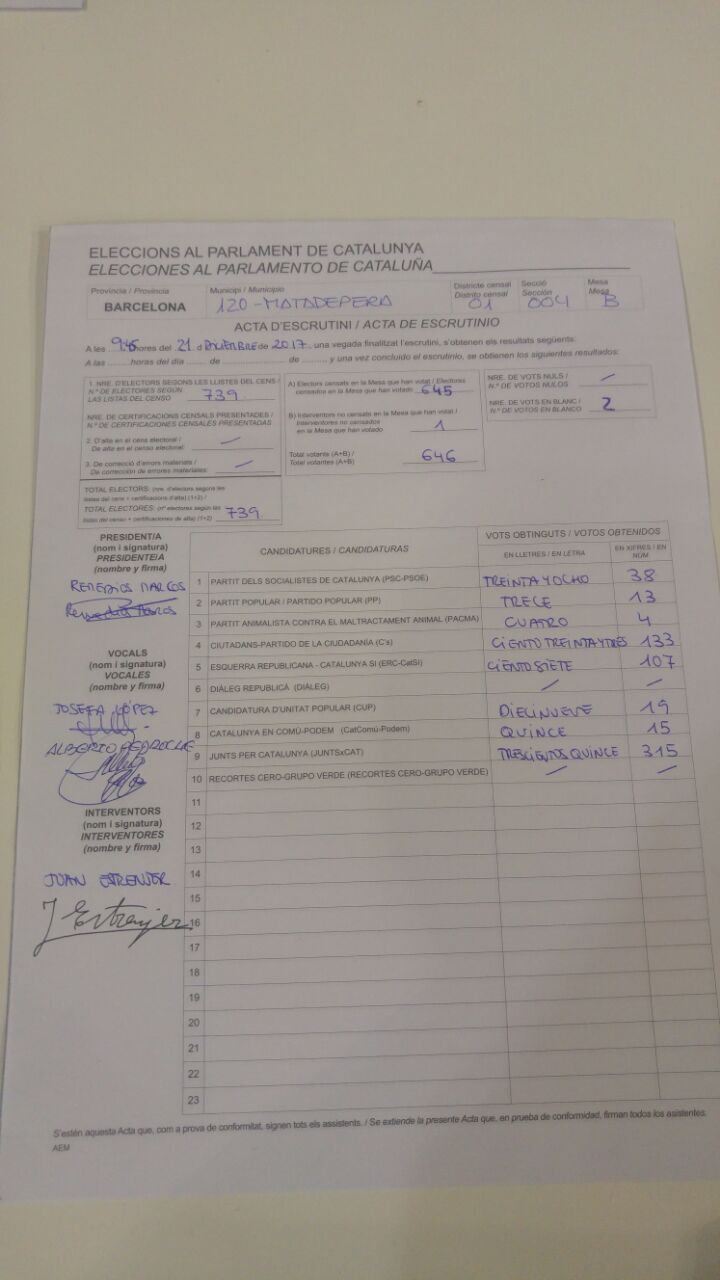 ELECCIONS AL PARLAMENT DE CATALUNYA
ELECCIONES AL PARLAMENTO DE CATALUÑA
Província / Provincia
BARCELONA
Municipi / Municipio
120-MATADEPERA
Districte censal
Distrito censal
01
Secció
Sección
004
Mesa
Mesa
B
ACTA D'ESCRUTINI / ACTA DE ESCRUTINIO
A les 9:45 hores del 21 d DICIEMBRE de 2017, una vegada finalitzat l'escrutini, s'obtenen els resultats següents:
A las ........ horas del día ...... de .................... de ......... y una vez concluido el escrutinio, se obtienen los siguientes resultados:
1. NRE. D'ELECTORS SEGONS LES LLISTES DEL CENS /
N.º DE ELECTORES SEGÚN
LAS LISTAS DEL CENSO
739
NRE. DE CERTIFICACIONS CENSALS PRESENTADES /
N.º DE CERTIFICACIONES CENSALES PRESENTADAS
2. D'alta en el cens electoral /
De alta en el censo electoral: —
3. De correcció d'errors materials /
De corrección de errores materiales: —
TOTAL ELECTORS: (nre. d'electors segons les
llistes del cens + certificacions d'alta) (1+2) /
TOTAL ELECTORES: (nº electores según las
listas del censo + certificaciones de alta) (1+2)
739
A) Electors censats en la Mesa que han votat / Electores
censados en la Mesa que han votado
645
B) Interventors no censats en la Mesa que han votat /
Interventores no censados
en la Mesa que han votado
1
Total votants (A+B) /
Total votantes (A+B)
646
NRE. DE VOTS NULS /
N.º DE VOTOS NULOS
—
NRE. DE VOTS EN BLANC /
N.º DE VOTOS EN BLANCO
2
CANDIDATURES / CANDIDATURAS
VOTS OBTINGUTS / VOTOS OBTENIDOS
EN LLETRES / EN LETRA
EN XIFRES / EN NÚM
1 PARTIT DELS SOCIALISTES DE CATALUNYA (PSC-PSOE) TREINTA Y OCHO 38
2 PARTIT POPULAR / PARTIDO POPULAR (PP) TRECE 13
3 PARTIT ANIMALISTA CONTRA EL MALTRACTAMENT ANIMAL (PACMA) CUATRO 4
4 CIUTADANS-PARTIDO DE LA CIUDADANÍA (C's) CIENTO TREINTA Y TRES 133
5 ESQUERRA REPUBLICANA - CATALUNYA SÍ (ERC-CatSí) CIENTO SIETE 107
6 DIÀLEG REPUBLICÀ (DIÀLEG) — —
7 CANDIDATURA D'UNITAT POPULAR (CUP) DIECINUEVE 19
8 CATALUNYA EN COMÚ-PODEM (CatComú-Podem) QUINCE 15
9 JUNTS PER CATALUNYA (JUNTSxCAT) TRESCIENTOS QUINCE 315
10 RECORTES CERO-GRUPO VERDE (RECORTES CERO-GRUPO VERDE) — —
11
12
13
14
15
16
17
18
19
20
21
22
23
PRESIDENT/A
(nom i signatura)
PRESIDENTE/A
(nombre y firma)
REMEDIOS MARCOS
Remedios Marcos
VOCALS
(nom i signatura)
VOCALES
(nombre y firma)
JOSEFA LÓPEZ
ALBERTO PEDROCHE
INTERVENTORS
(nom i signatura)
INTERVENTORES
(nombre y firma)
JUAN ESTRENJER
J Estrenjer
S'estén aquesta Acta que, com a prova de conformitat, signen tots els assistents. / Se extiende la presente Acta que, en prueba de conformidad, firman todos los asistentes.
AEM